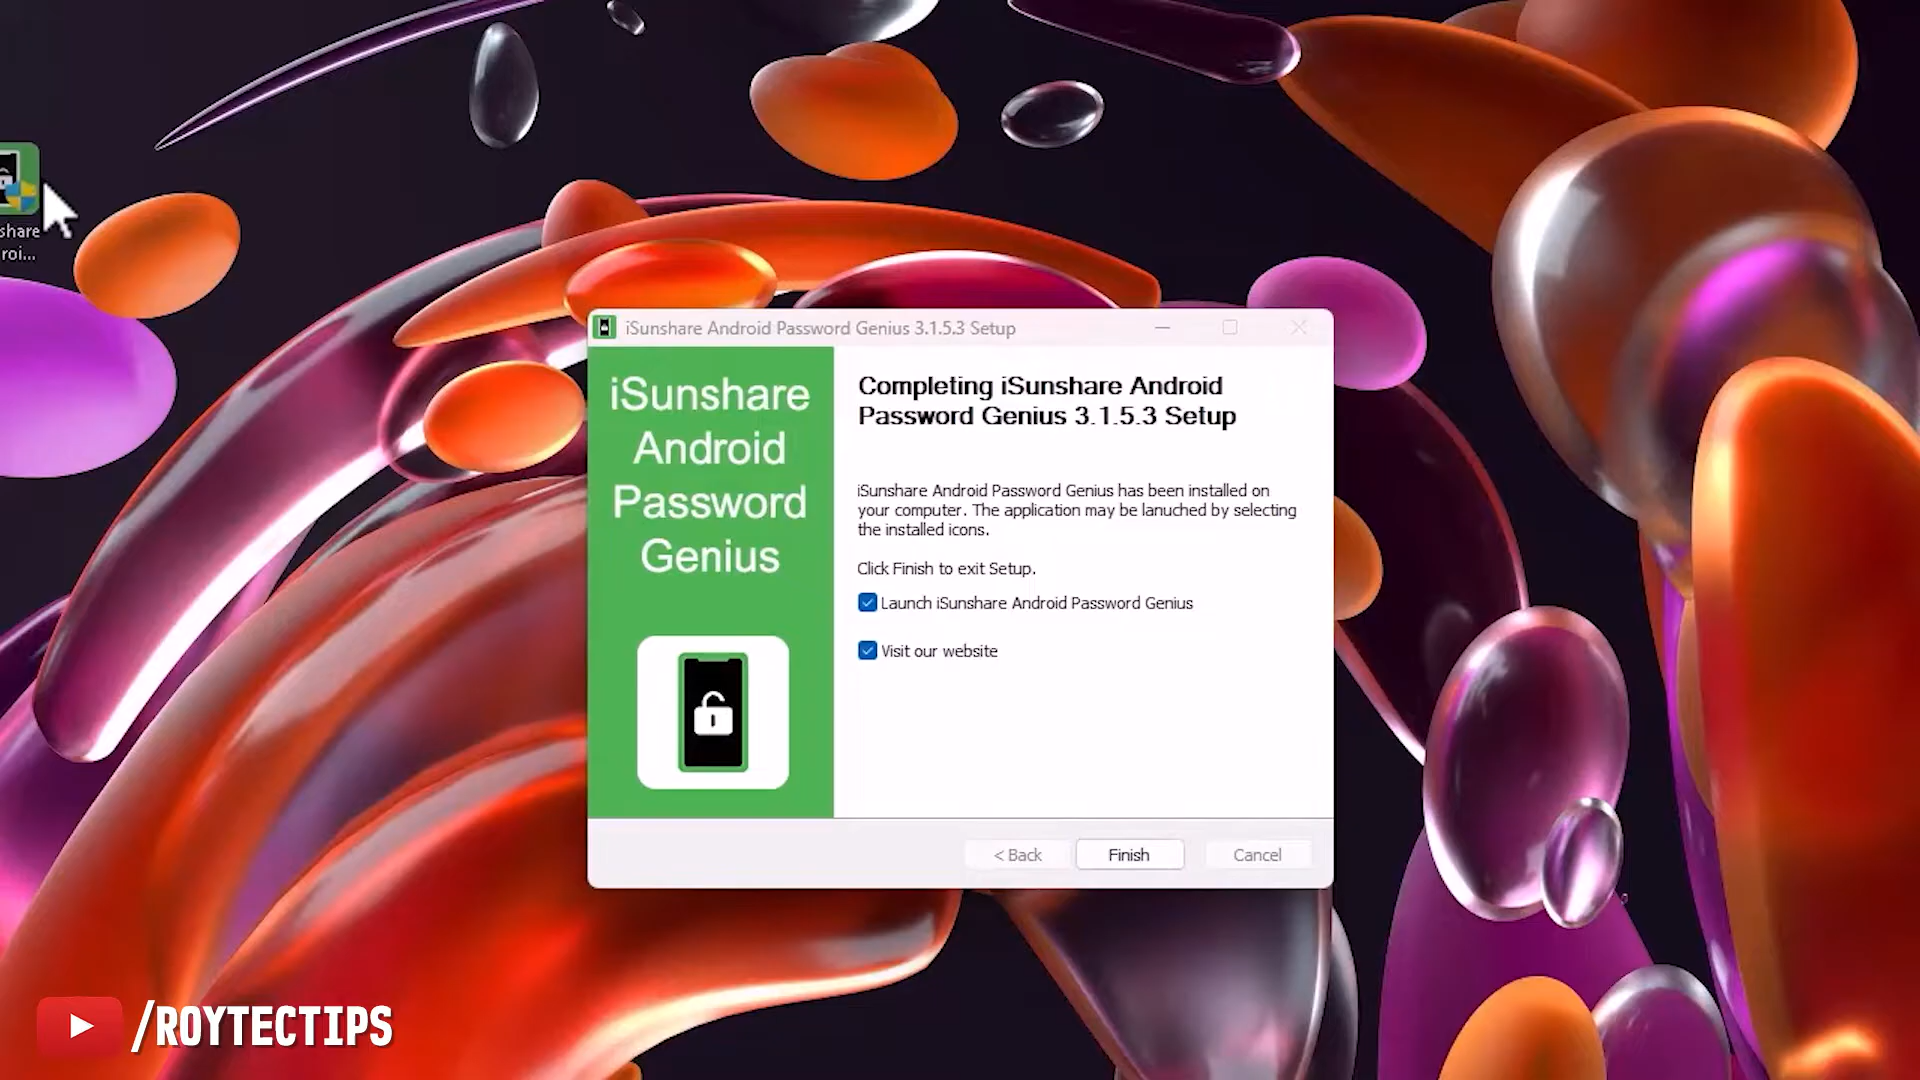 share
roi...
iSunshare Android Password Genius 3.1.5.3 Setup
iSunshare
Android
Password
Genius
Completing iSunshare Android
Password Genius 3.1.5.3 Setup
iSunshare Android Password Genius has been installed on
your computer. The application may be lanuched by selecting
the installed icons.
Click Finish to exit Setup.
Launch iSunshare Android Password Genius
Visit our website
< Back
Finish
Cancel
/ROYTECTIPS